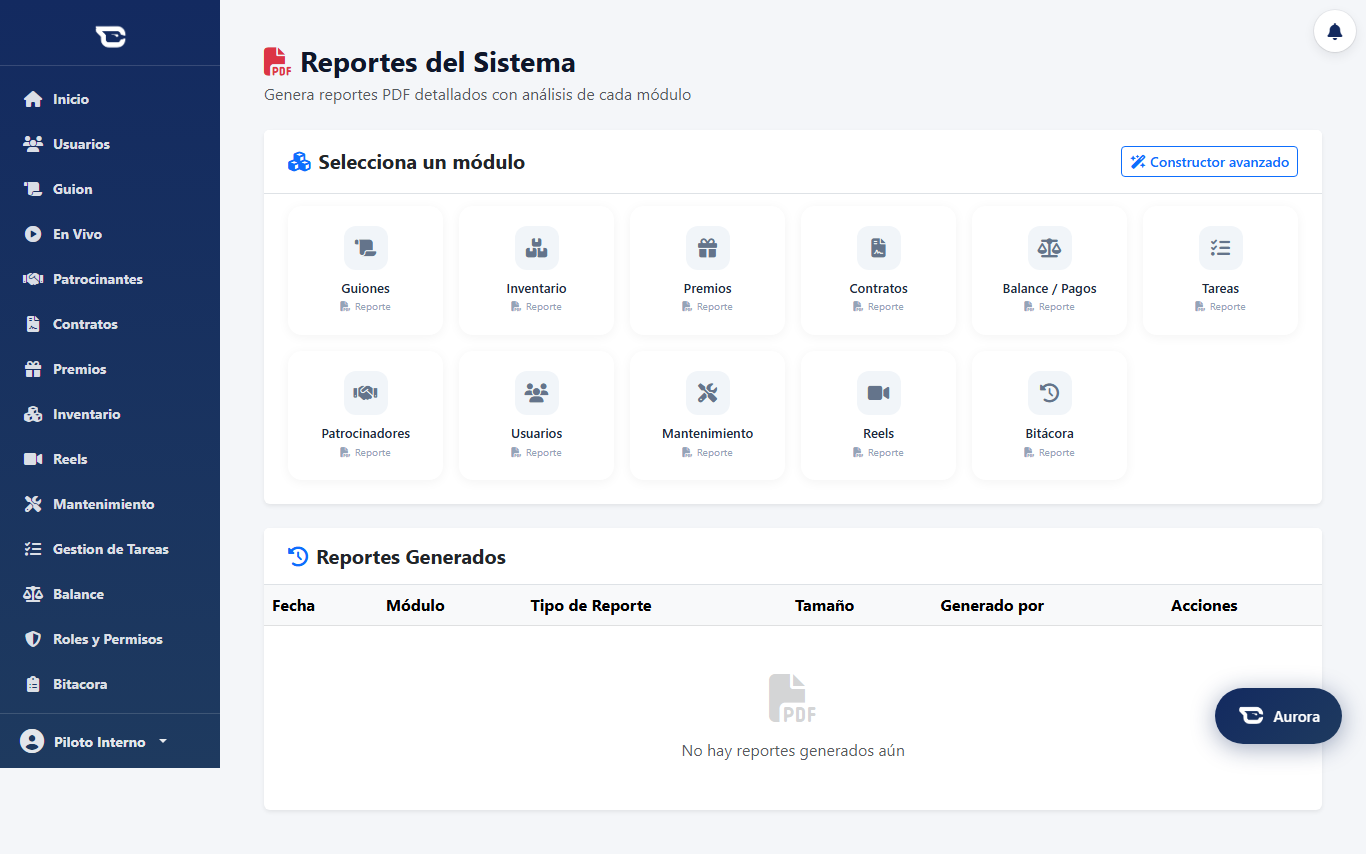 Inicio
Usuarios
Guion
En Vivo
Patrocinantes
Contratos
Premios
Inventario
Reels
Mantenimiento
Gestion de Tareas
Balance
Roles y Permisos
Bitacora
Piloto Interno
PDF Reportes del Sistema
Genera reportes PDF detallados con análisis de cada módulo
Selecciona un módulo
Constructor avanzado
Guiones
Reporte
Inventario
Reporte
Premios
Reporte
Contratos
Reporte
Balance / Pagos
Reporte
Tareas
Reporte
Patrocinadores
Reporte
Usuarios
Reporte
Mantenimiento
Reporte
Reels
Reporte
Bitácora
Reporte
Reportes Generados
Fecha Módulo Tipo de Reporte Tamaño Generado por Acciones
PDF
No hay reportes generados aún
Aurora